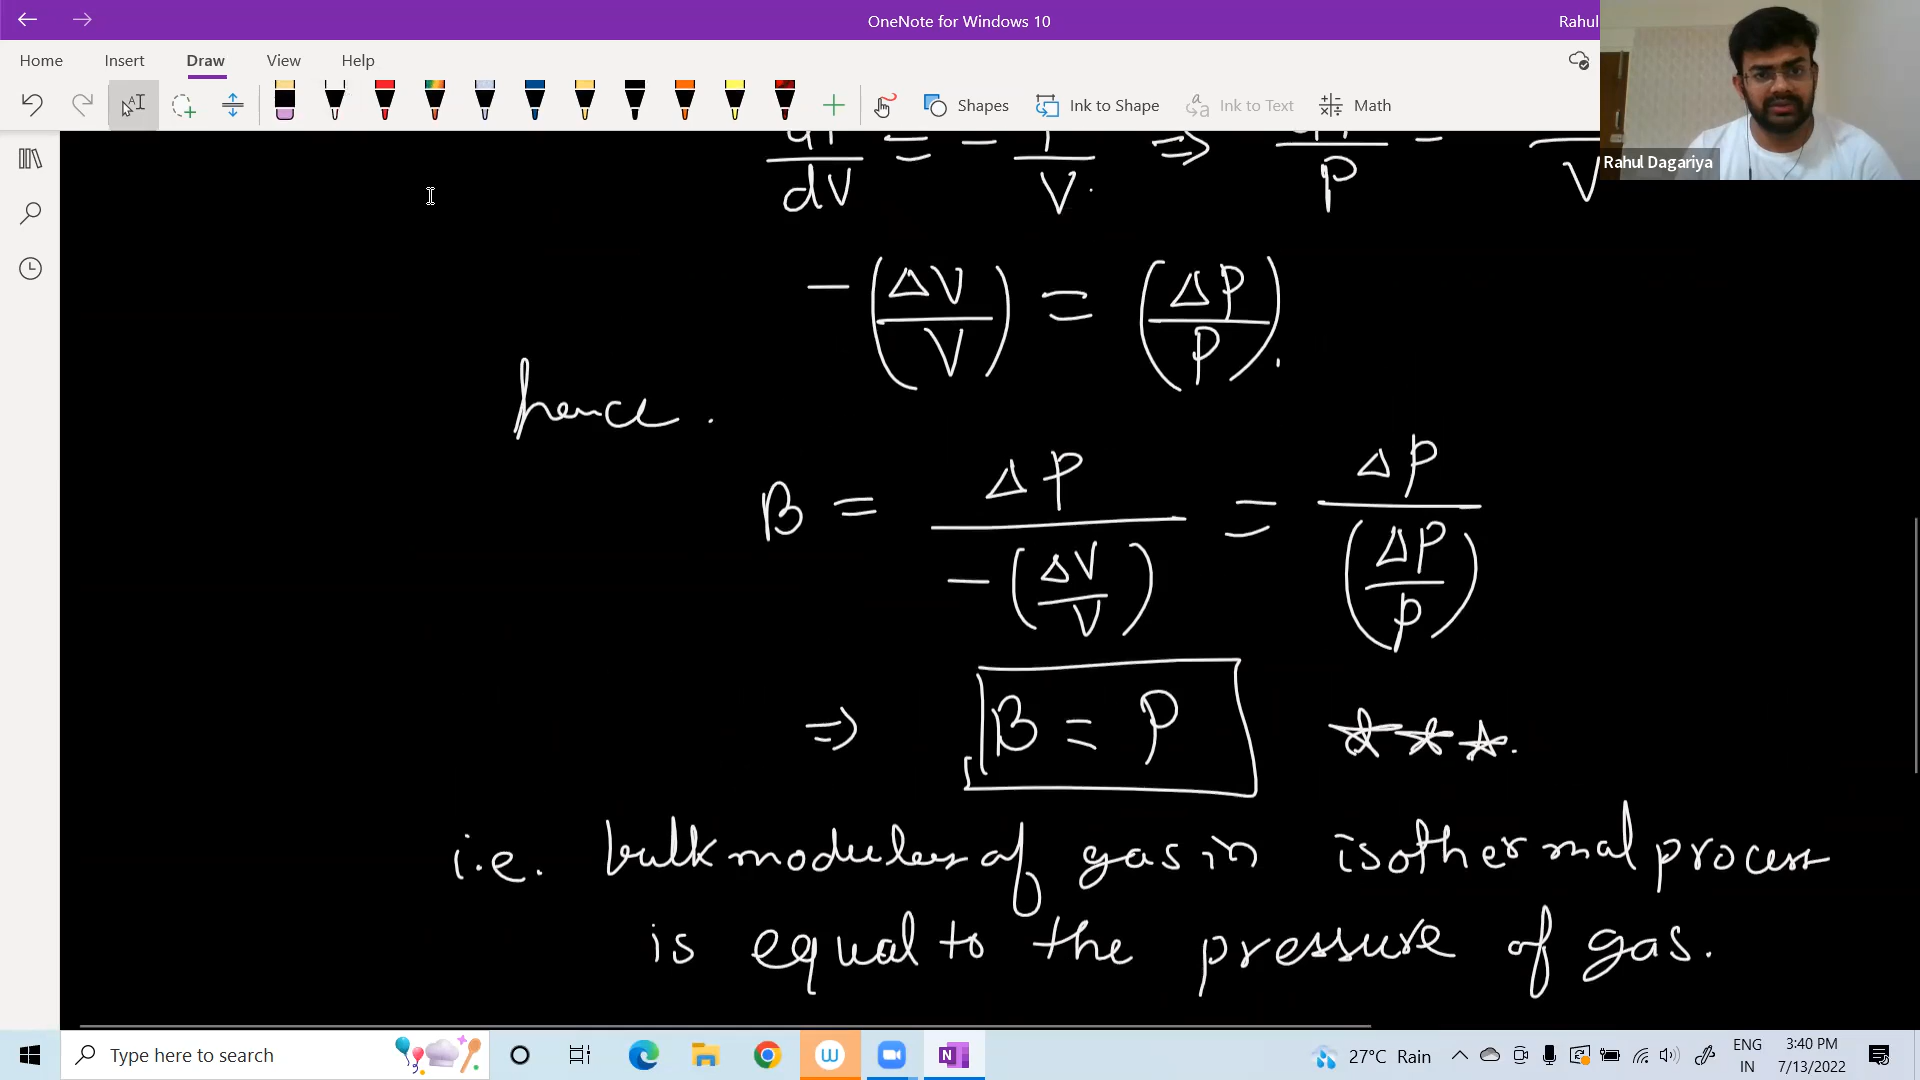 OneNote for Windows 10
Rahul
Home Insert Draw View Help
Shapes Ink to Shape Ink to Text Math
Rahul Dagariya
dV = - V. ⇒ P = V
-(ΔV/V) = (ΔP/P).
hence.
B = ΔP/-(ΔV/V) = ΔP/(ΔP/P)
⇒ B = P ***.
i.e. bulk modulus of gas in isothermal process
is equal to the pressure of gas.
Type here to search
27°C Rain
ENG
IN
3:40 PM
7/13/2022